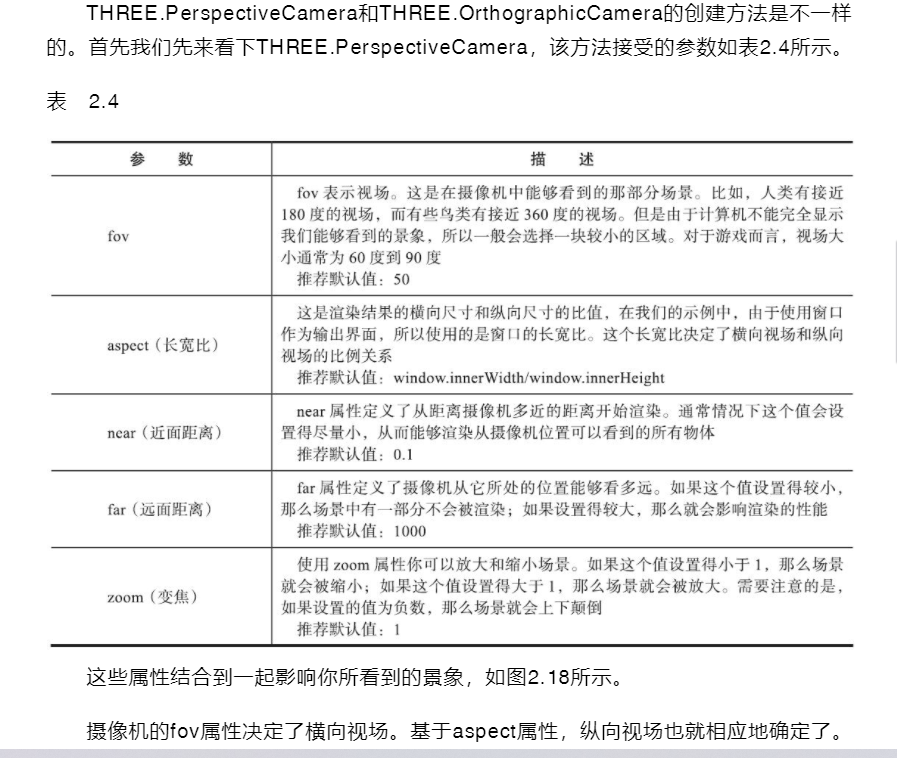 THREE.PerspectiveCamera和THREE.OrthographicCamera的创建方法是不一样
的。首先我们先来看下THREE.PerspectiveCamera，该方法接受的参数如表2.4所示。
表 2.4
参 数
描 述
fov
fov 表示视场。这是在摄像机中能够看到的那部分场景。比如，人类有接近
180 度的视场，而有些鸟类有接近 360 度的视场。但是由于计算机不能完全显示
我们能够看到的景象，所以一般会选择一块较小的区域。对于游戏而言，视场大
小通常为 60 度到 90 度
推荐默认值：50
aspect（长宽比）
这是渲染结果的横向尺寸和纵向尺寸的比值，在我们的示例中，由于使用窗口
作为输出界面，所以使用的是窗口的长宽比。这个长宽比决定了横向视场和纵向
视场的比例关系
推荐默认值：window.innerWidth/window.innerHeight
near（近面距离）
near 属性定义了从距离摄像机多近的距离开始渲染。通常情况下这个值会设
置得尽量小，从而能够渲染从摄像机位置可以看到的所有物体
推荐默认值：0.1
far（远面距离）
far 属性定义了摄像机从它所处的位置能够看多远。如果这个值设置得较小，
那么场景中有一部分不会被渲染；如果设置得较大，那么就会影响渲染的性能
推荐默认值：1000
zoom（变焦）
使用 zoom 属性你可以放大和缩小场景。如果这个值设置得小于 1，那么场景
就会被缩小；如果这个值设置得大于 1，那么场景就会被放大。需要注意的是，
如果设置的值为负数，那么场景就会上下颠倒
推荐默认值：1
这些属性结合到一起影响你所看到的景象，如图2.18所示。
摄像机的fov属性决定了横向视场。基于aspect属性，纵向视场也就相应地确定了。